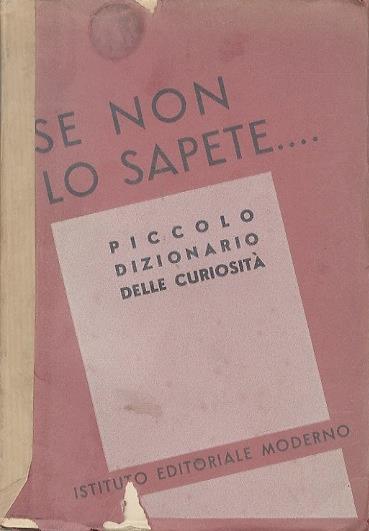 SE NON
LO SAPETE....
PICCOLO
DIZIONARIO
DELLE CURIOSITÀ
ISTITUTO EDITORIALE MODERNO